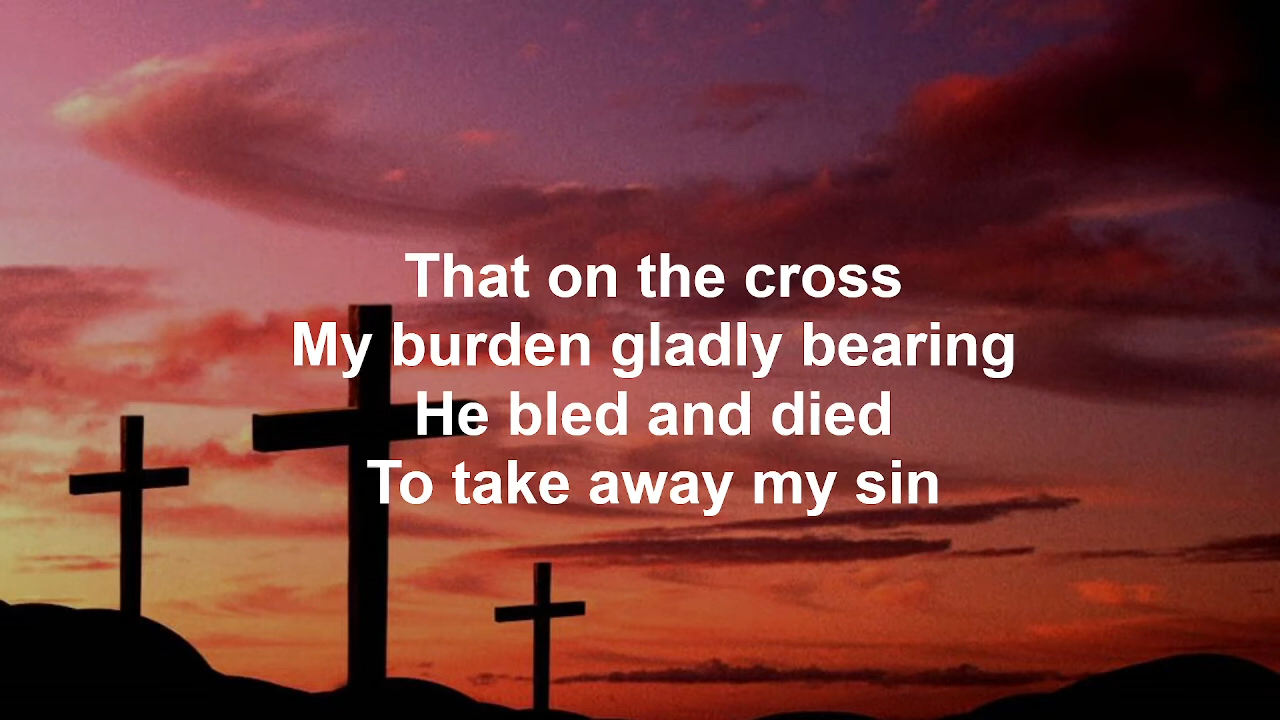 That on the cross
My burden gladly bearing
He bled and died
To take away my sin